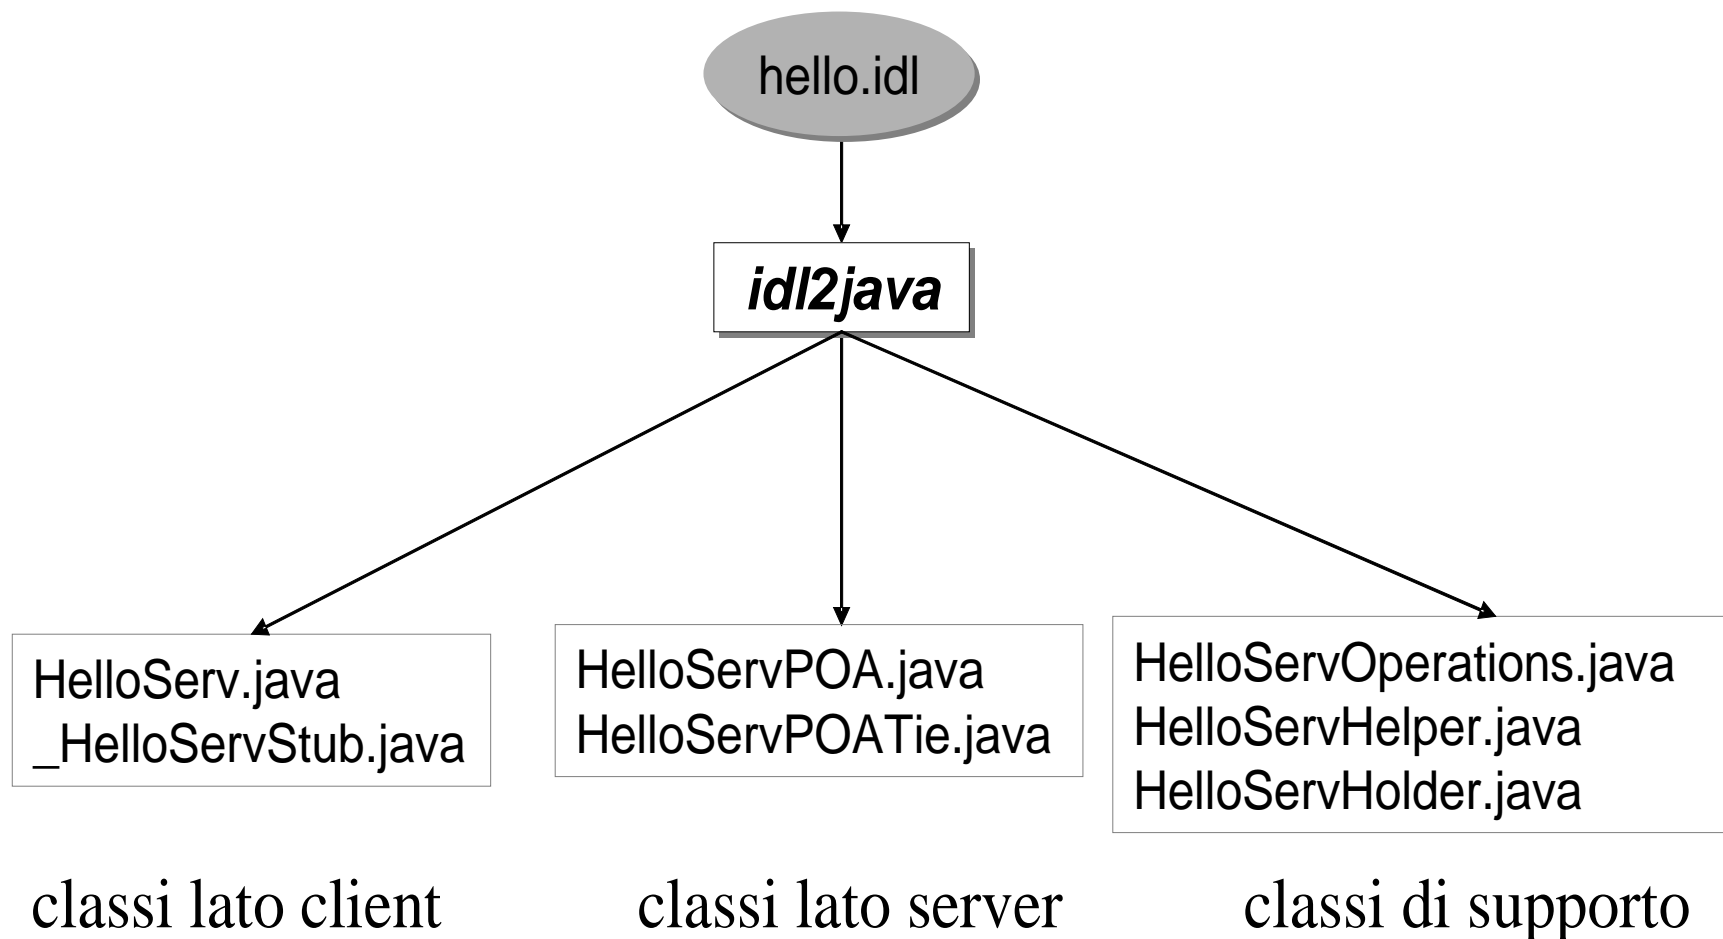 hello.idl
idl2java
HelloServ.java
_HelloServStub.java
HelloServPOA.java
HelloServPOATie.java
HelloServOperations.java
HelloServHelper.java
HelloServHolder.java
classi lato client
classi lato server
classi di supporto